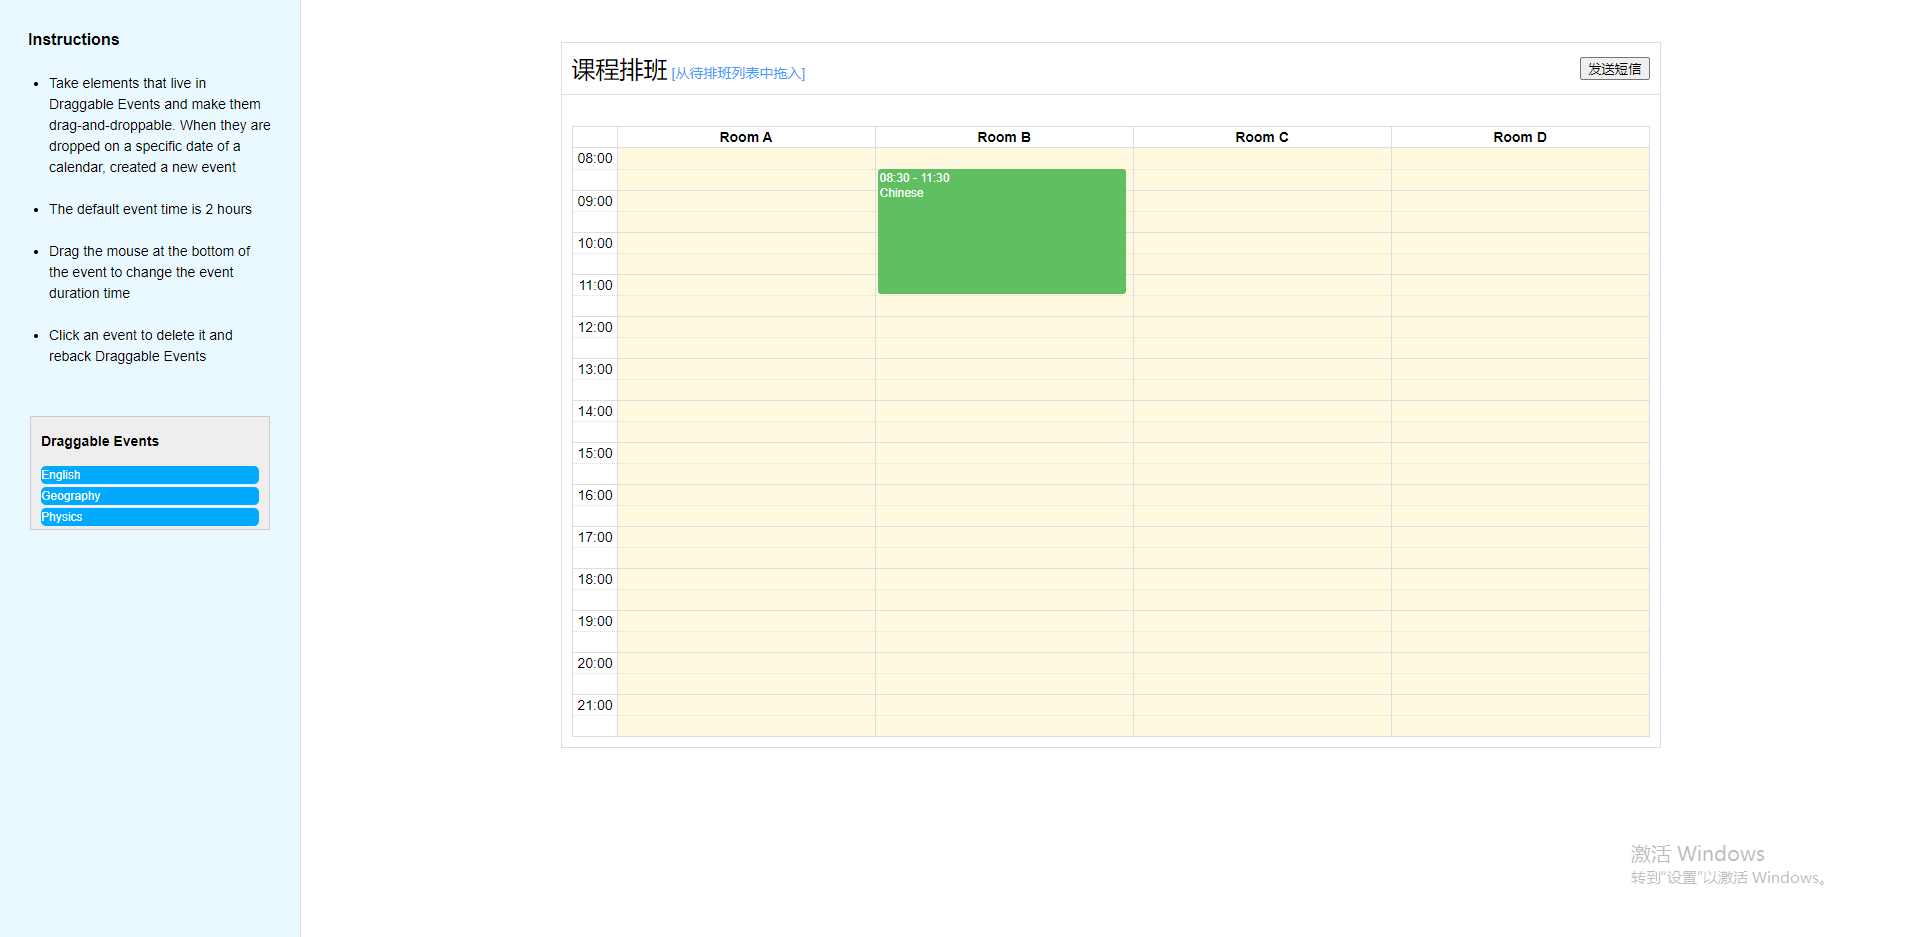 Instructions
Take elements that live in
Draggable Events and make them
drag-and-droppable. When they are
dropped on a specific date of a
calendar, created a new event
The default event time is 2 hours
Drag the mouse at the bottom of
the event to change the event
duration time
Click an event to delete it and
reback Draggable Events
Draggable Events
English
Geography
Physics
课程排班 [从待排班列表中拖入]
发送短信
Room A Room B Room C Room D
08:00
08:30 - 11:30
Chinese
09:00
10:00
11:00
12:00
13:00
14:00
15:00
16:00
17:00
18:00
19:00
20:00
21:00
激活 Windows
转到"设置"以激活 Windows。